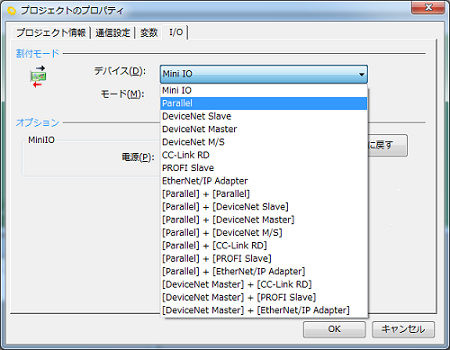 プロジェクトのプロパティ
プロジェクト情報 通信設定 変数 I/O
割付モード
デバイス(D): Mini IO
モード(M):
Mini IO
Parallel
DeviceNet Slave
DeviceNet Master
DeviceNet M/S
CC-Link RD
PROFI Slave
EtherNet/IP Adapter
[Parallel] + [Parallel]
[Parallel] + [DeviceNet Slave]
[Parallel] + [DeviceNet Master]
[Parallel] + [DeviceNet M/S]
[Parallel] + [CC-Link RD]
[Parallel] + [PROFI Slave]
[Parallel] + [EtherNet/IP Adapter]
[DeviceNet Master] + [CC-Link RD]
[DeviceNet Master] + [PROFI Slave]
[DeviceNet Master] + [EtherNet/IP Adapter]
オプション
MiniIO
電源(P):
に戻す
OK キャンセル